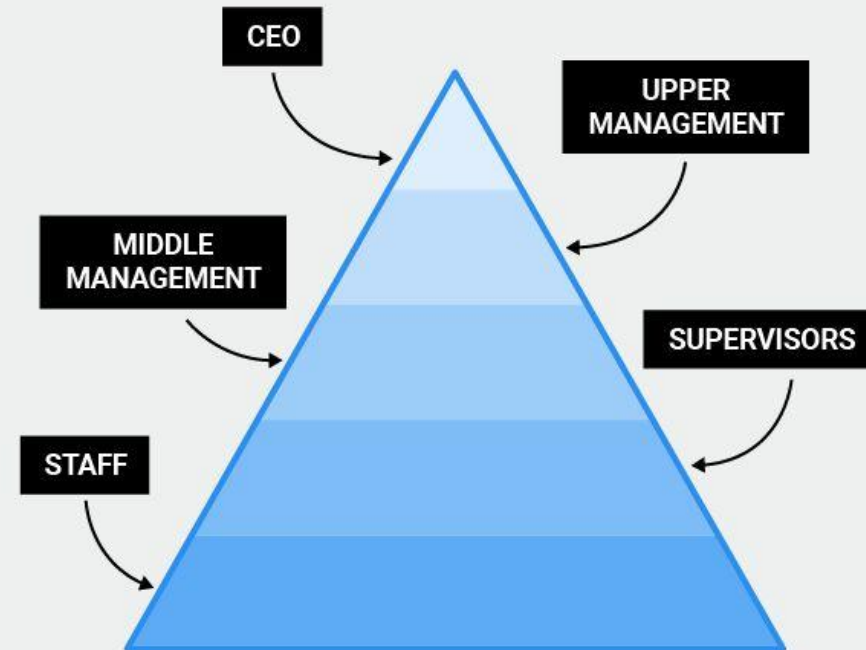 CEO
UPPER
MANAGEMENT
MIDDLE
MANAGEMENT
SUPERVISORS
STAFF